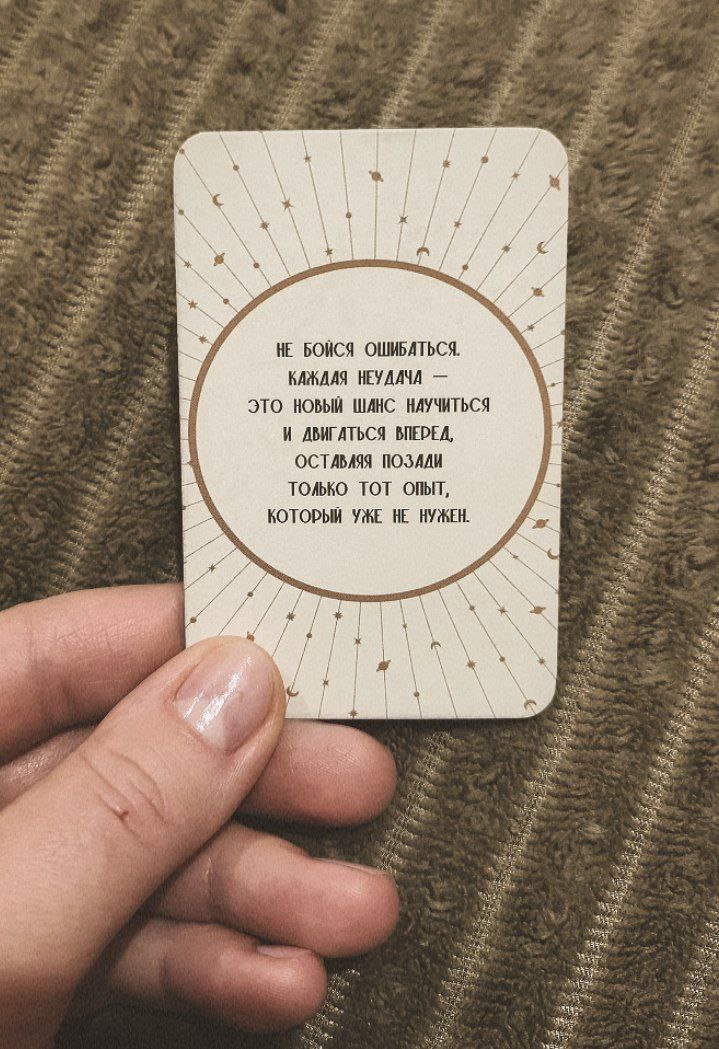 НЕ БОЙСЯ ОШИБАТЬСЯ.
КАЖДАЯ НЕУДАЧА —
ЭТО НОВЫЙ ШАНС НАУЧИТЬСЯ
И ДВИГАТЬСЯ ВПЕРЕД,
ОСТАВЛЯЯ ПОЗАДИ
ТОЛЬКО ТОТ ОПЫТ,
КОТОРЫЙ УЖЕ НЕ НУЖЕН.